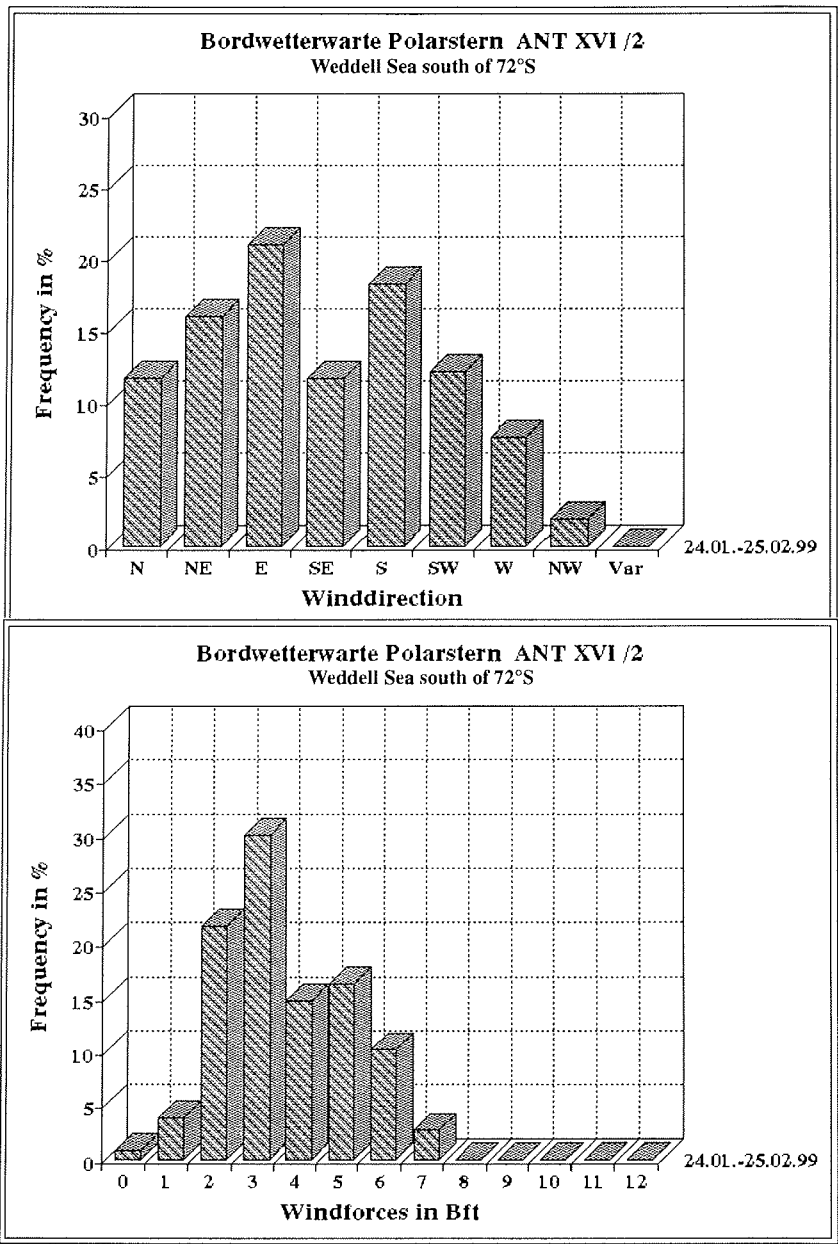 Bordwetterwarte Polarstern ANT XVI /2
Weddell Sea south of 72°S
30
25
20
15
10
5
0
Frequency in %
N NE E SE S SW W NW Var
24.01.-25.02.99
Winddirection
Bordwetterwarte Polarstern ANT XVI /2
Weddell Sea south of 72°S
40
35
30
25
20
15
10
5
0
Frequency in %
0 1 2 3 4 5 6 7 8 9 10 11 12
24.01.-25.02.99
Windforces in Bft